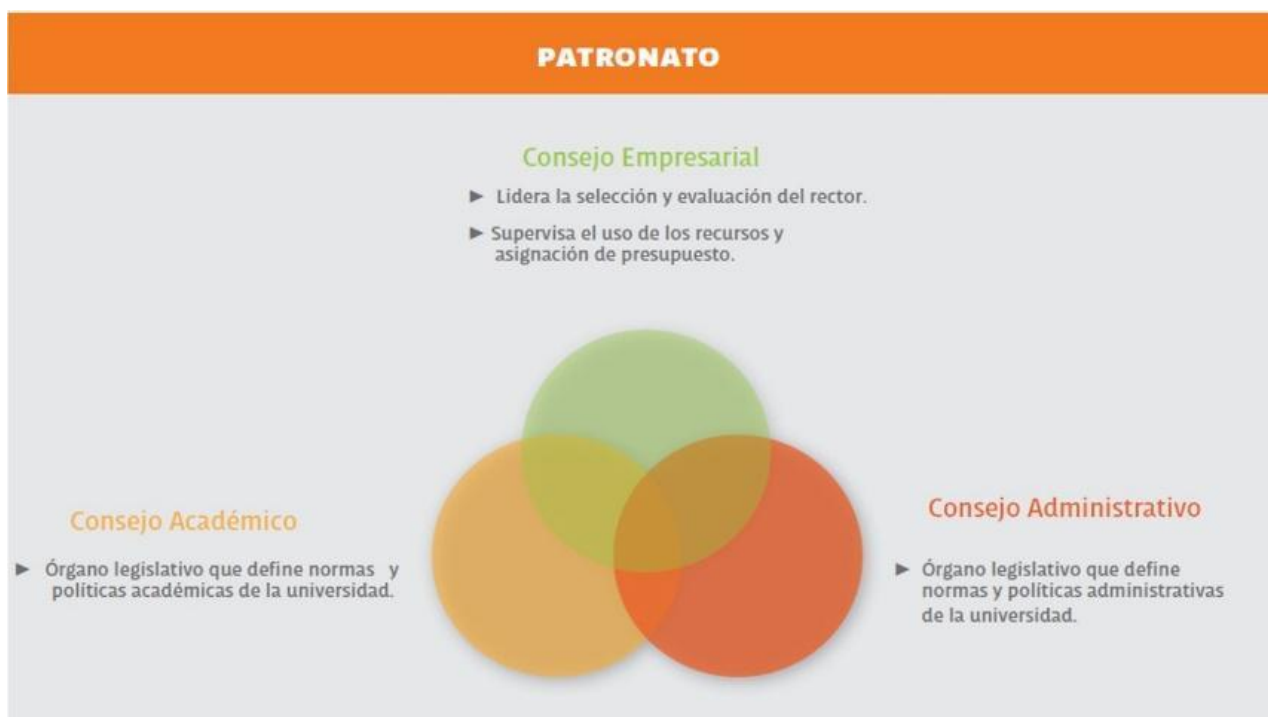 PATRONATO
Consejo Empresarial
► Lidera la selección y evaluación del rector.
► Supervisa el uso de los recursos y
asignación de presupuesto.
Consejo Académico
► Órgano legislativo que define normas y
políticas académicas de la universidad.
Consejo Administrativo
► Órgano legislativo que define
normas y políticas administrativas
de la universidad.